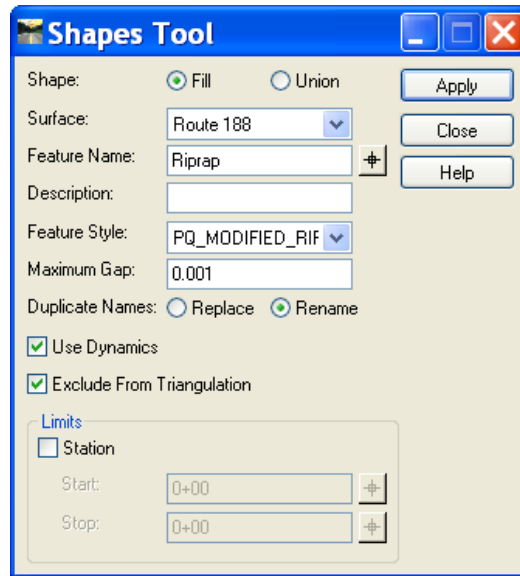 Shapes Tool
Shape: Fill Union Apply
Surface: Route 188 Close
Feature Name: Riprap Help
Description:
Feature Style: PQ_MODIFIED_RIF
Maximum Gap: 0.001
Duplicate Names: Replace Rename
Use Dynamics
Exclude From Triangulation
Limits
Station
Start: 0+00
Stop: 0+00